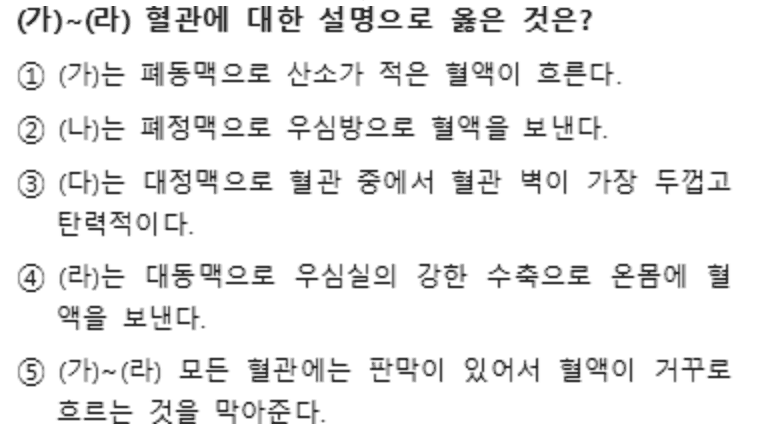 (가)~(라) 혈관에 대한 설명으로 옳은 것은?
① (가)는 폐동맥으로 산소가 적은 혈액이 흐른다.
② (나)는 폐정맥으로 우심방으로 혈액을 보낸다.
③ (다)는 대정맥으로 혈관 중에서 혈관 벽이 가장 두껍고
탄력적이다.
④ (라)는 대동맥으로 우심실의 강한 수축으로 온몸에 혈
액을 보낸다.
⑤ (가)~(라) 모든 혈관에는 판막이 있어서 혈액이 거꾸로
흐르는 것을 막아준다.